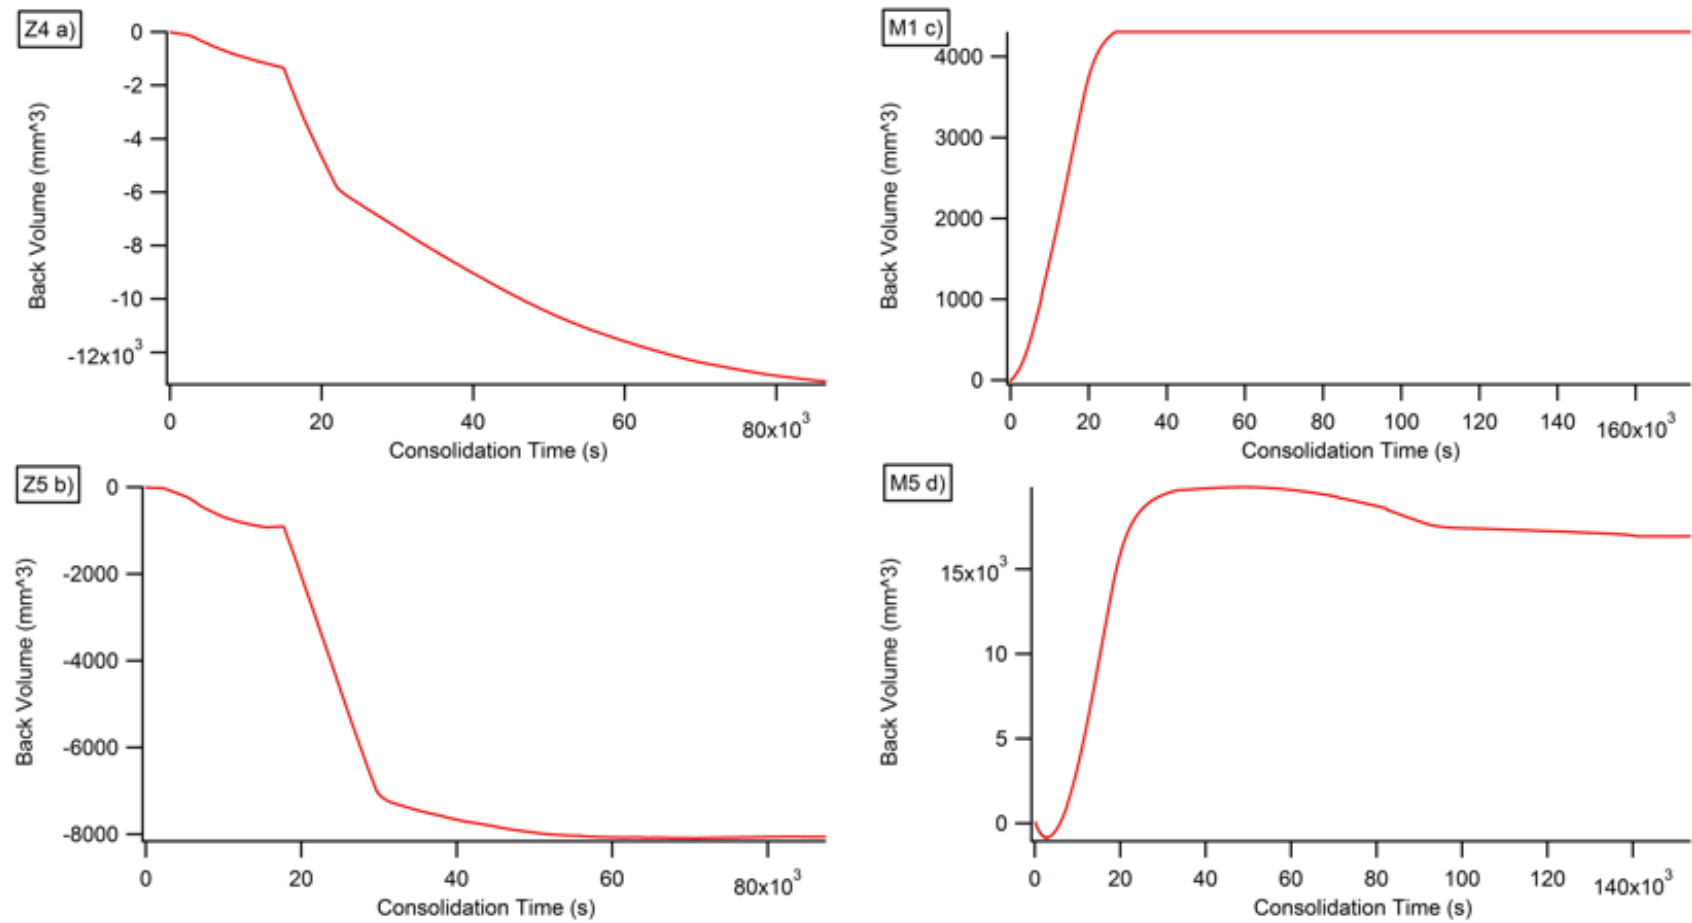 Z4 a)
Back Volume (mm^3)
0
-2
-4
-6
-8
-10
-12x10^3
0 20 40 60 80x10^3
Consolidation Time (s)
M1 c)
Back Volume (mm^3)
4000
3000
2000
1000
0
0 20 40 60 80 100 120 140 160x10^3
Consolidation Time (s)
Z5 b)
Back Volume (mm^3)
0
-2000
-4000
-6000
-8000
0 20 40 60 80x10^3
Consolidation Time (s)
M5 d)
Back Volume (mm^3)
15x10^3
10
5
0
0 20 40 60 80 100 120 140x10^3
Consolidation Time (s)